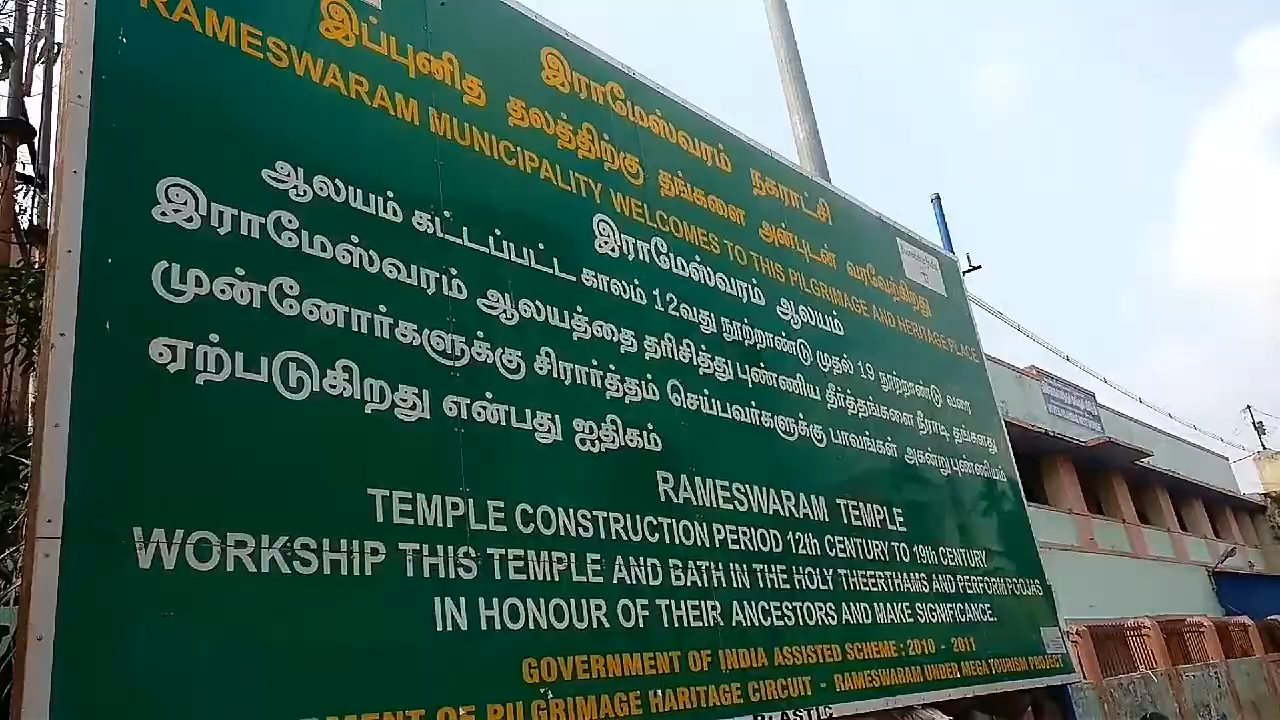 இராமேஸ்வரம் நகராட்சி
இப்புனித தலத்திற்கு தங்களை அன்புடன் வரவேற்கிறது
RAMESWARAM MUNICIPALITY WELCOMES TO THIS PILGRIMAGE AND HERITAGE PLACE
இராமேஸ்வரம் ஆலயம்
ஆலயம் கட்டப்பட்ட காலம் 12வது நூற்றாண்டு முதல் 19 நூற்றாண்டு வரை
இராமேஸ்வரம் ஆலயத்தை தரிசித்து புண்ணிய தீர்த்தங்களை நீராடி தங்களது
முன்னோர்களுக்கு சிரார்த்தம் செய்பவர்களுக்கு பாவங்கள் அகன்று புண்ணியம்
ஏற்படுகிறது என்பது ஐதிகம்
RAMESWARAM TEMPLE
TEMPLE CONSTRUCTION PERIOD 12th CENTURY TO 19th CENTURY
WORKSHIP THIS TEMPLE AND BATH IN THE HOLY THEERTHAMS AND PERFORM POOJAS
IN HONOUR OF THEIR ANCESTORS AND MAKE SIGNIFICANCE.
GOVERNMENT OF INDIA ASSISTED SCHEME : 2010 - 2011
OF PILGRIMAGE HARITAGE CIRCUIT - RAMESWARAM UNDER MEGA TOURISM PROJECT